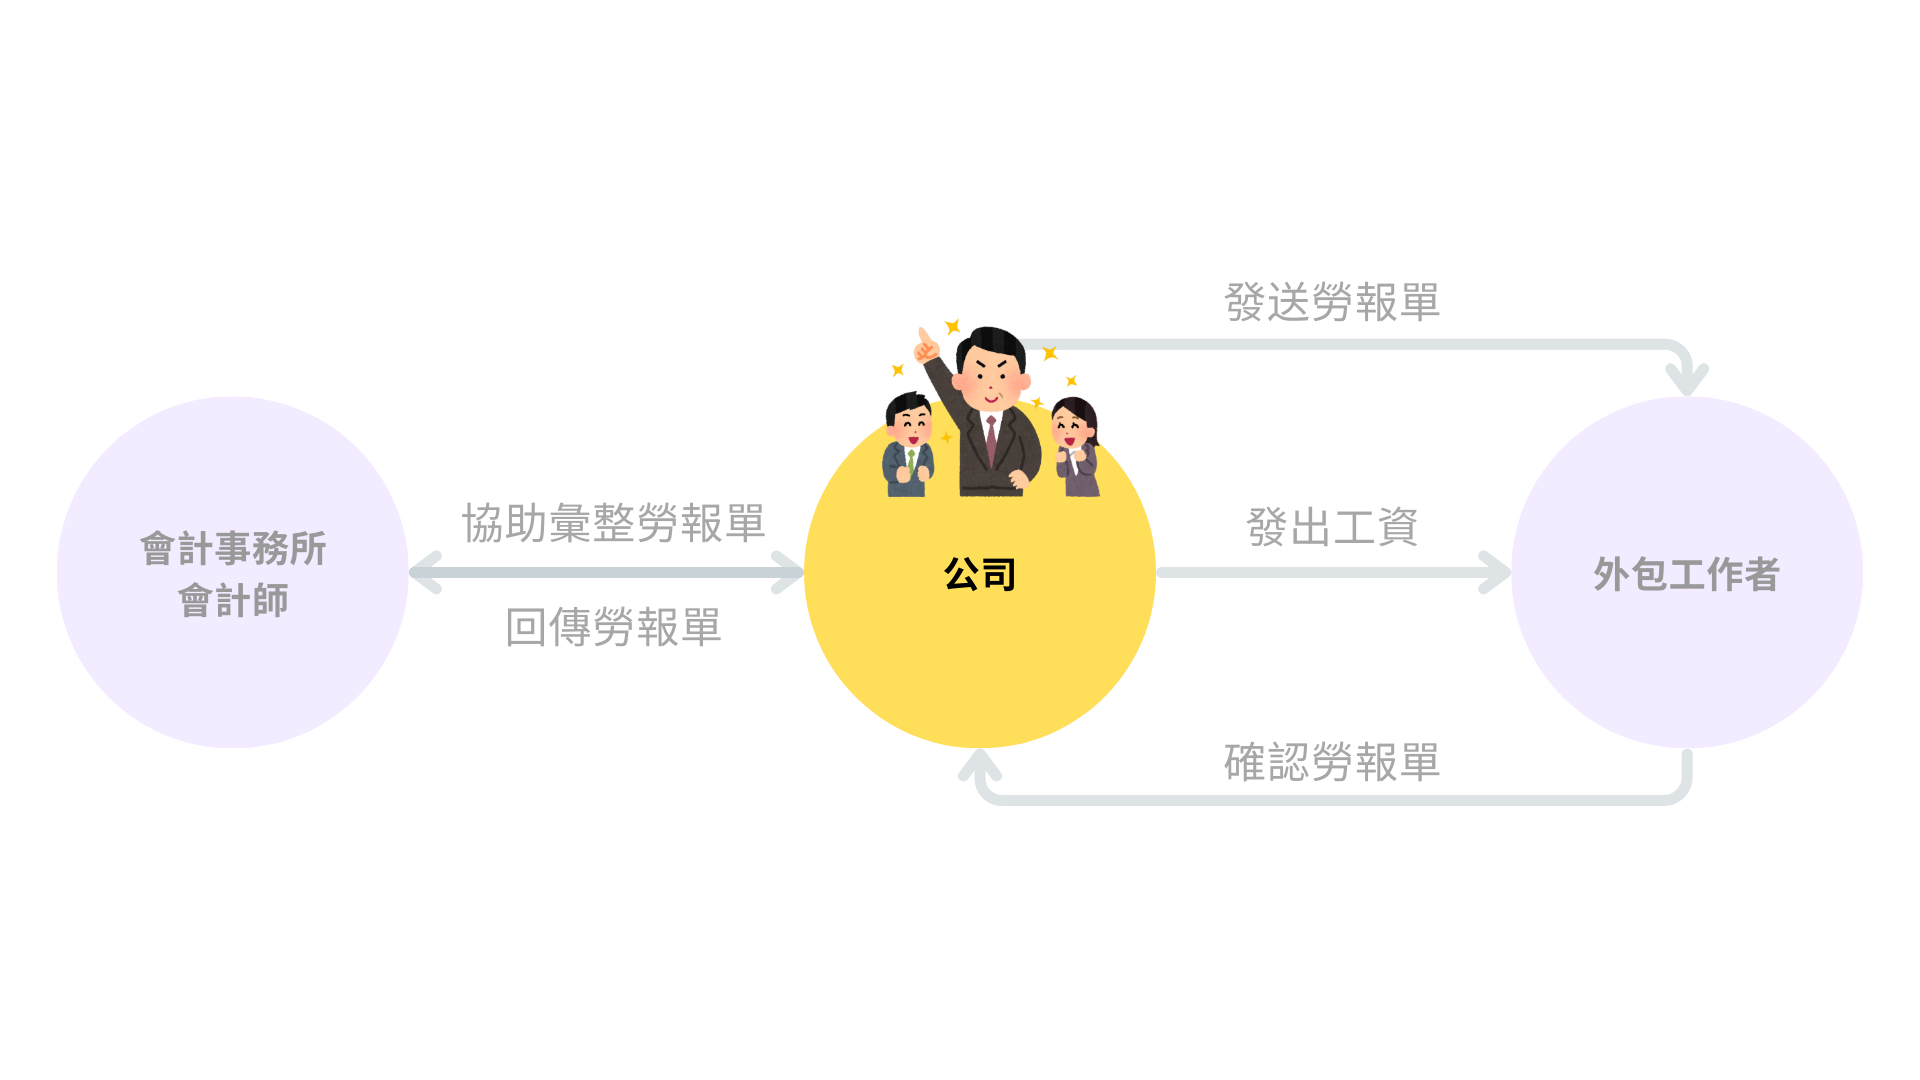 發送勞報單
協助彙整勞報單
發出工資
會計事務所
會計師
公司
外包工作者
回傳勞報單
確認勞報單